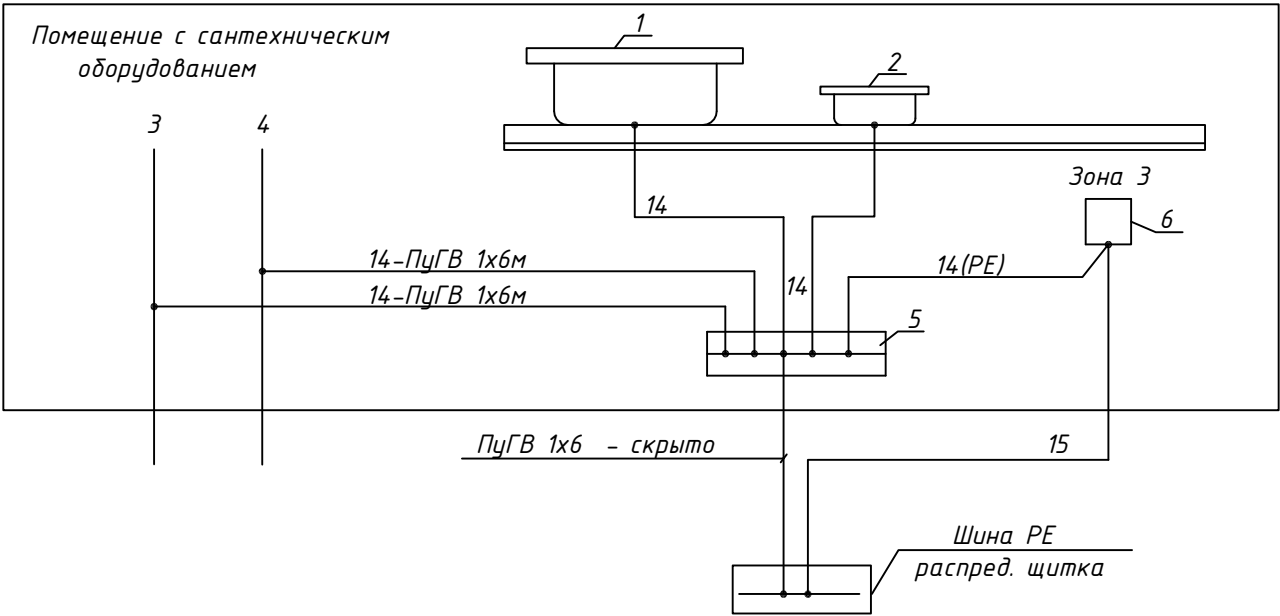 Помещение с сантехническим
оборудованием
1
2
3
4
Зона 3
6
14
14-ПуГВ 1х6м
14(PE)
14
14-ПуГВ 1х6м
5
ПуГВ 1х6 - скрыто
15
Шина PE
распред. щитка